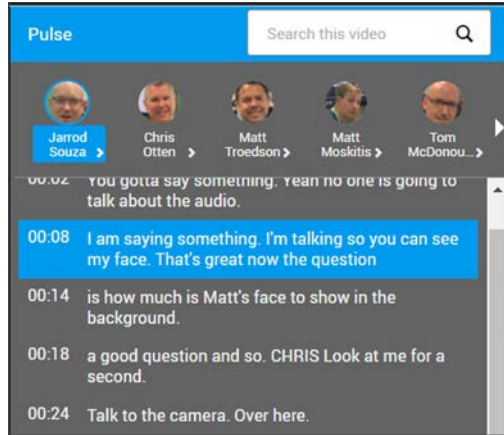 Pulse
Search this video
Jarrod
Souza
Chris
Otten
Matt
Troedson
Matt
Moskitis
Tom
McDonou...
00:02 You gotta say something. Yeah no one is going to
talk about the audio.
00:08 I am saying something. I'm talking so you can see
my face. That's great now the question
00:14 is how much is Matt's face to show in the
background.
00:18 a good question and so. CHRIS Look at me for a
second.
00:24 Talk to the camera. Over here.